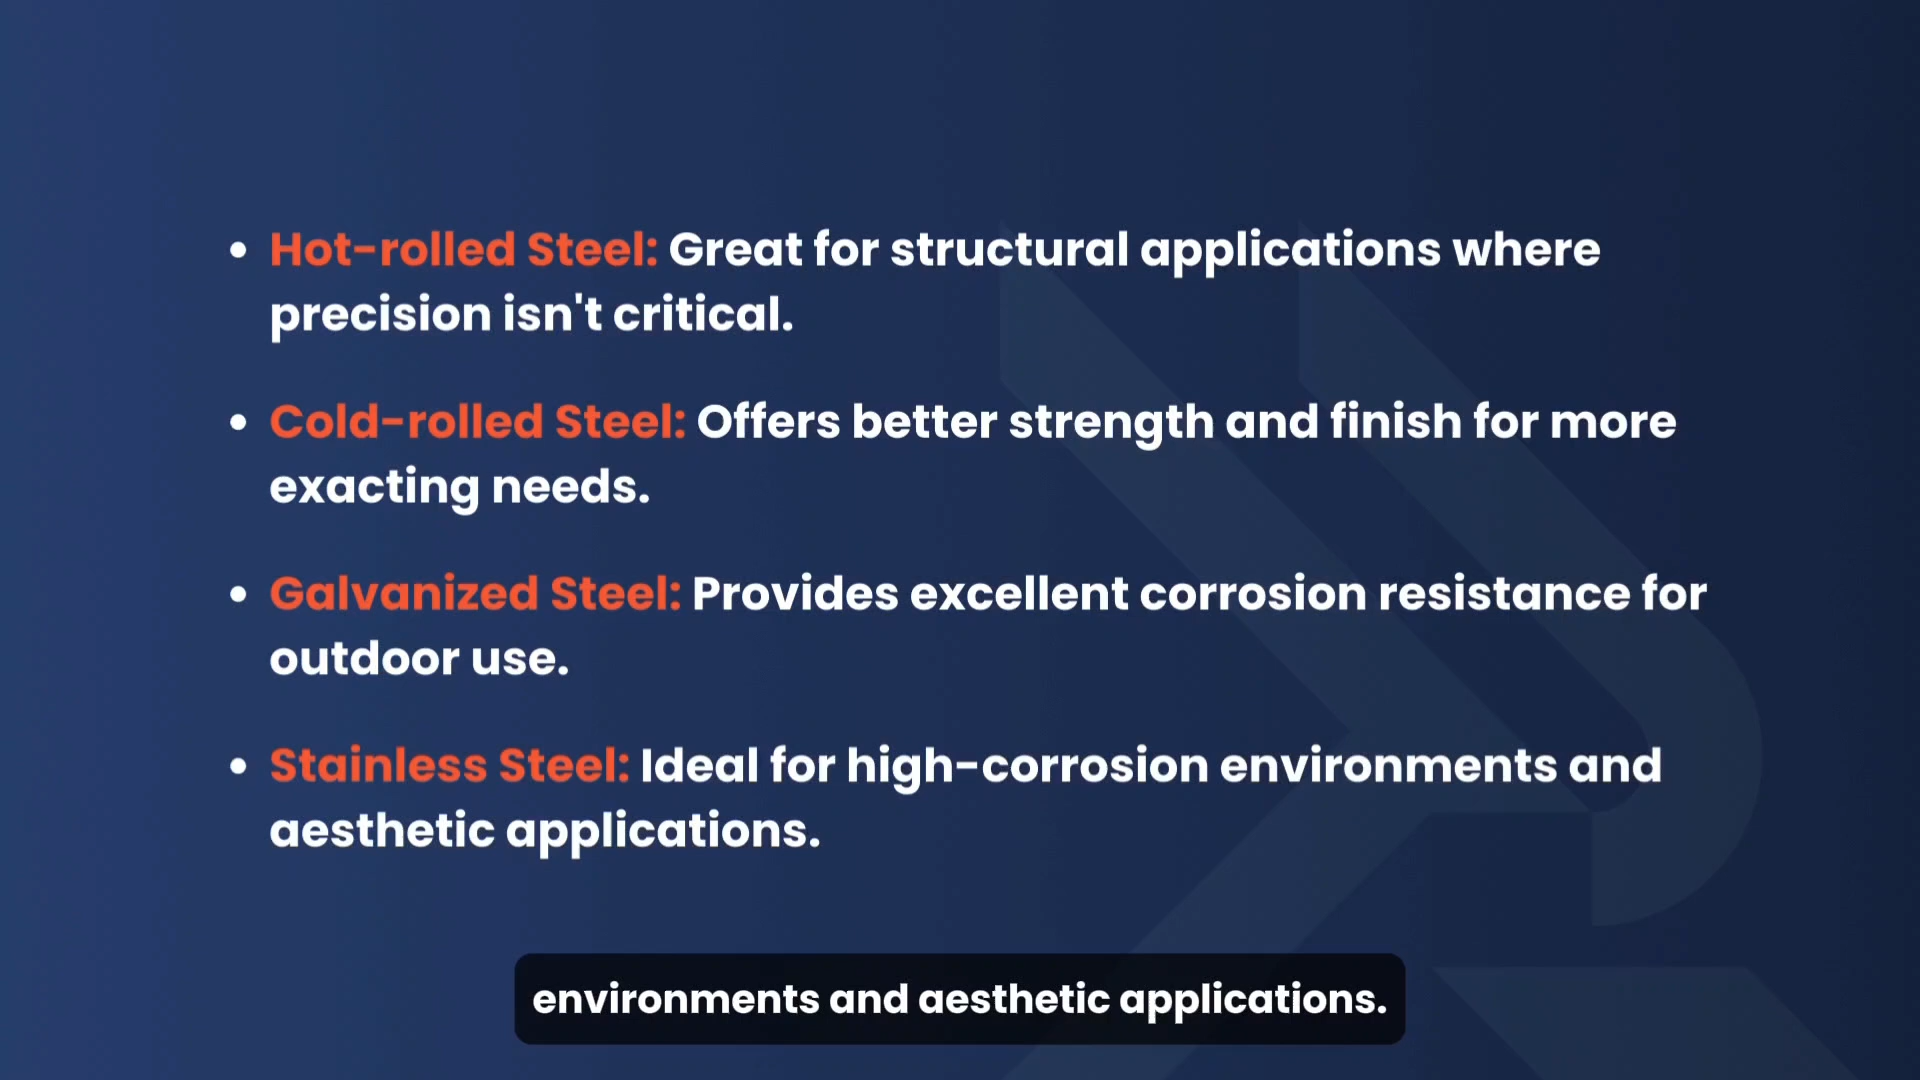 • Hot-rolled Steel: Great for structural applications where
precision isn't critical.
• Cold-rolled Steel: Offers better strength and finish for more
exacting needs.
• Galvanized Steel: Provides excellent corrosion resistance for
outdoor use.
• Stainless Steel: Ideal for high-corrosion environments and
aesthetic applications.
environments and aesthetic applications.